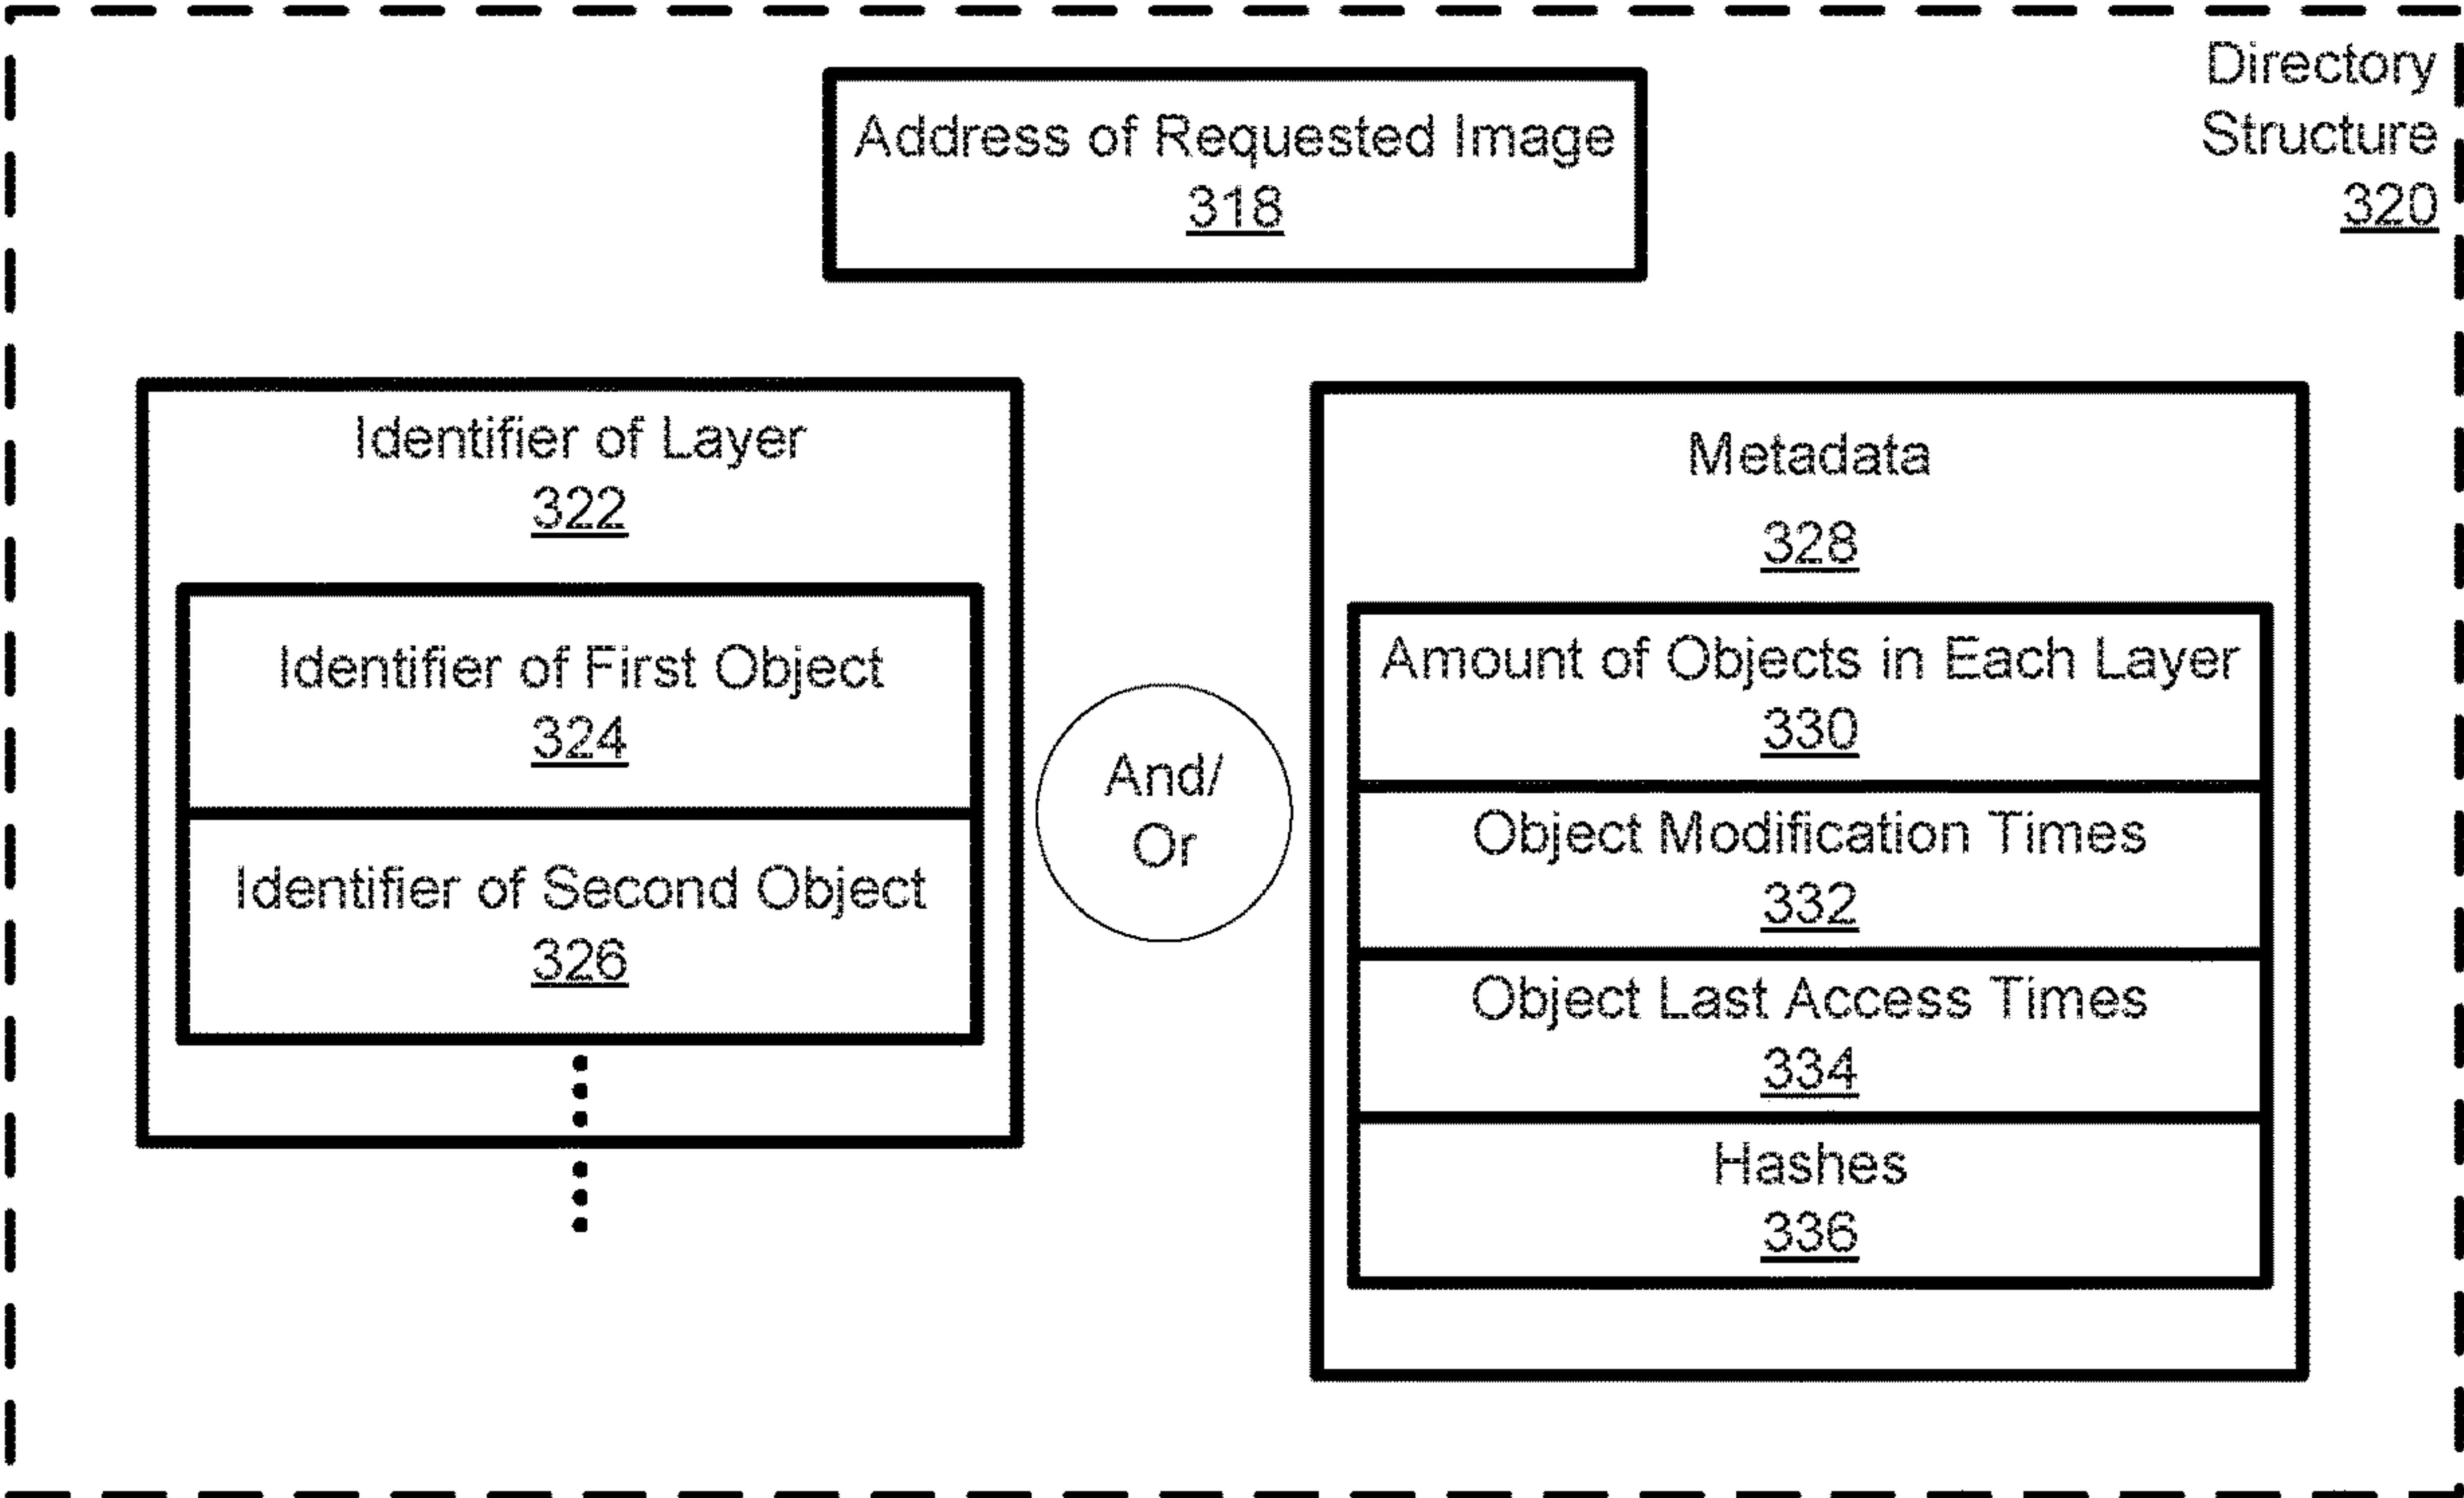 Directory
Structure
320
Address of Requested Image
318
Identifier of Layer
322
Identifier of First Object
324
Identifier of Second Object
326
And/
Or
Metadata
328
Amount of Objects in Each Layer
330
Object Modification Times
332
Object Last Access Times
334
Hashes
336